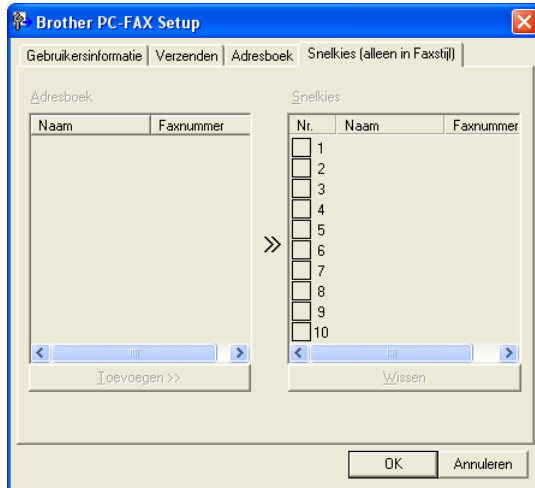 Brother PC-FAX Setup
Gebruikersinformatie Verzenden Adresboek Snelkies (alleen in Faxstijl)
Adresboek Snelkies
Naam Faxnummer Nr. Naam Faxnummer
1
2
3
4
5
6
7
8
9
10
>>
Toevoegen >> Wissen
OK Annuleren